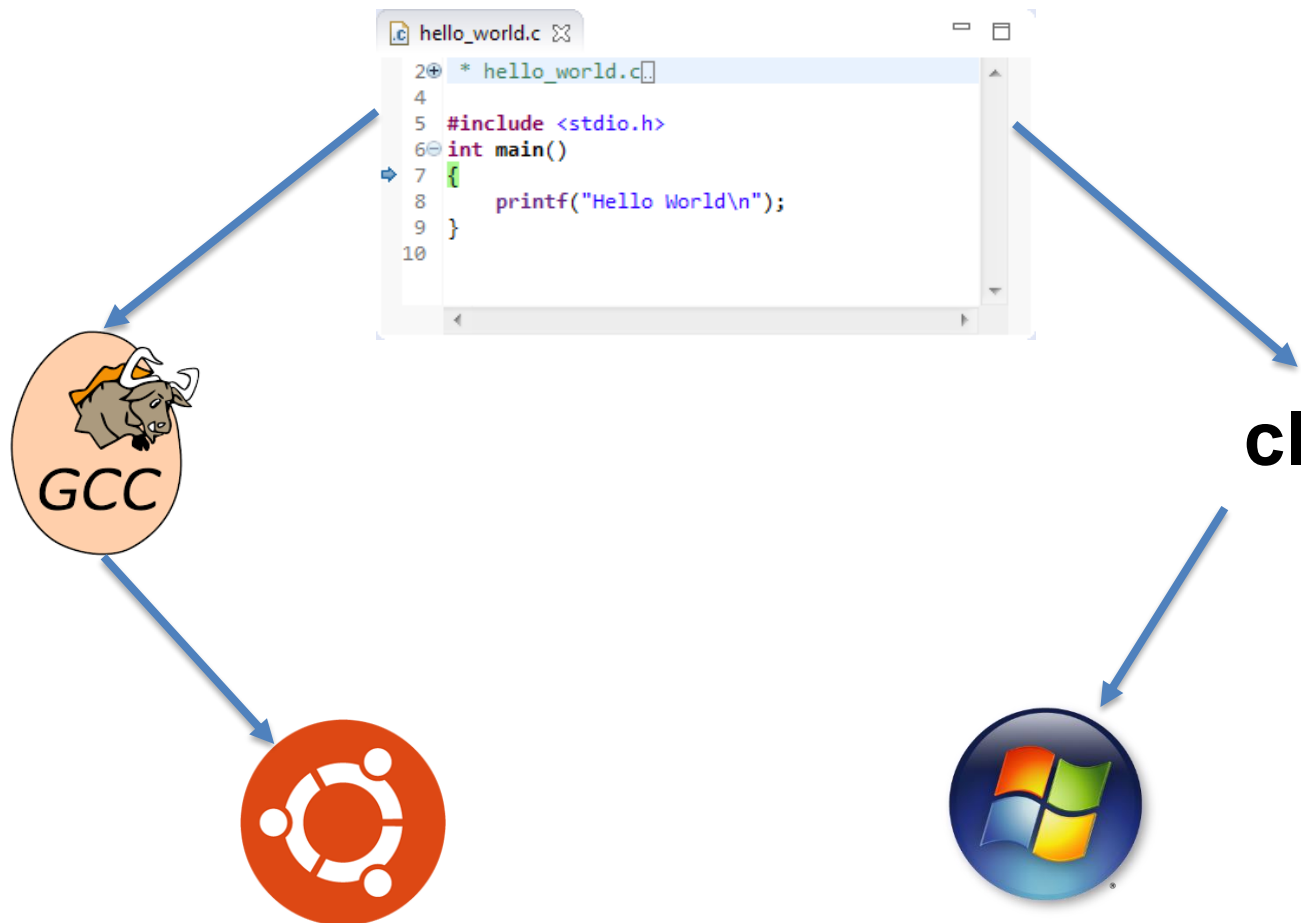 hello_world.c
2 * hello_world.c
4
5 #include <stdio.h>
6 int main()
7 {
8 printf("Hello World\n");
9 }
10
GCC
cl